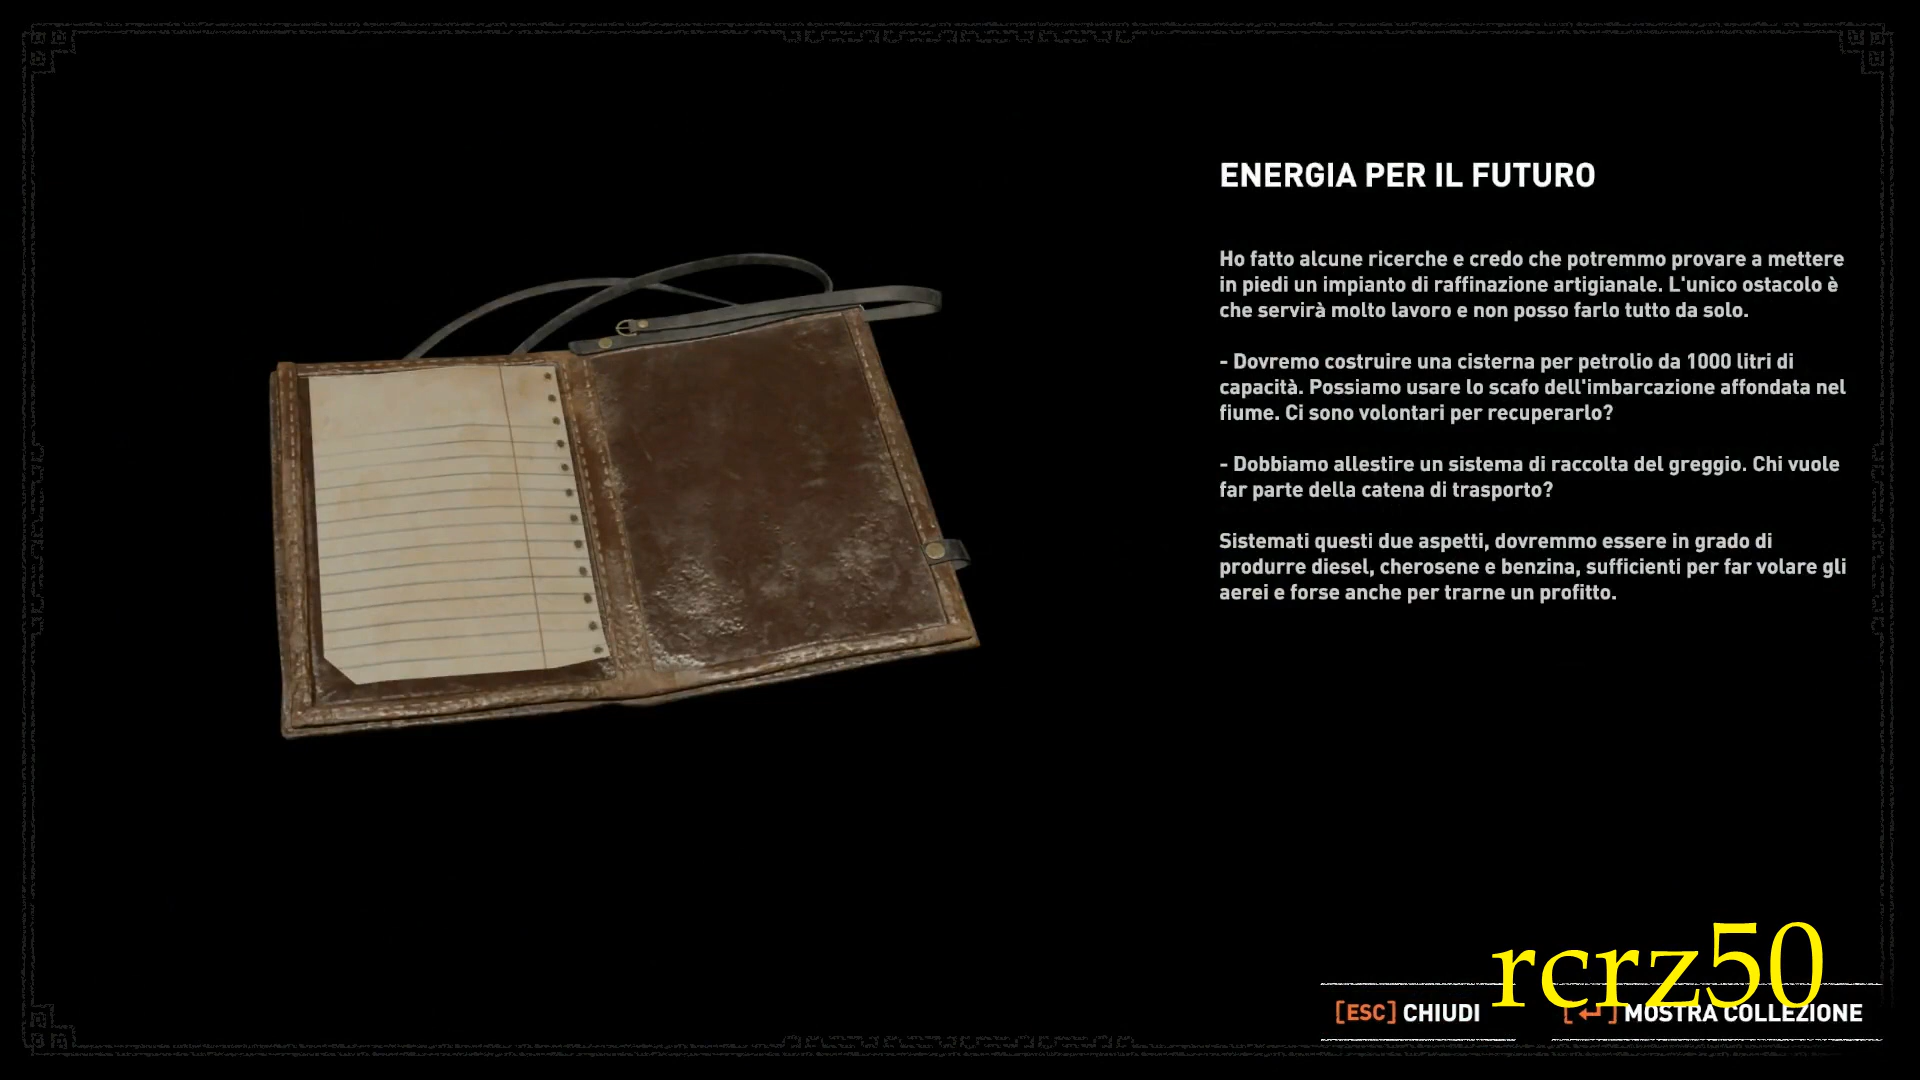 ENERGIA PER IL FUTURO
Ho fatto alcune ricerche e credo che potremmo provare a mettere
in piedi un impianto di raffinazione artigianale. L'unico ostacolo è
che servirà molto lavoro e non posso farlo tutto da solo.
- Dovremo costruire una cisterna per petrolio da 1000 litri di
capacità. Possiamo usare lo scafo dell'imbarcazione affondata nel
fiume. Ci sono volontari per recuperarlo?
- Dobbiamo allestire un sistema di raccolta del greggio. Chi vuole
far parte della catena di trasporto?
Sistemati questi due aspetti, dovremmo essere in grado di
produrre diesel, cherosene e benzina, sufficienti per far volare gli
aerei e forse anche per trarne un profitto.
rcrz50
[ESC] CHIUDI [↵] MOSTRA COLLEZIONE